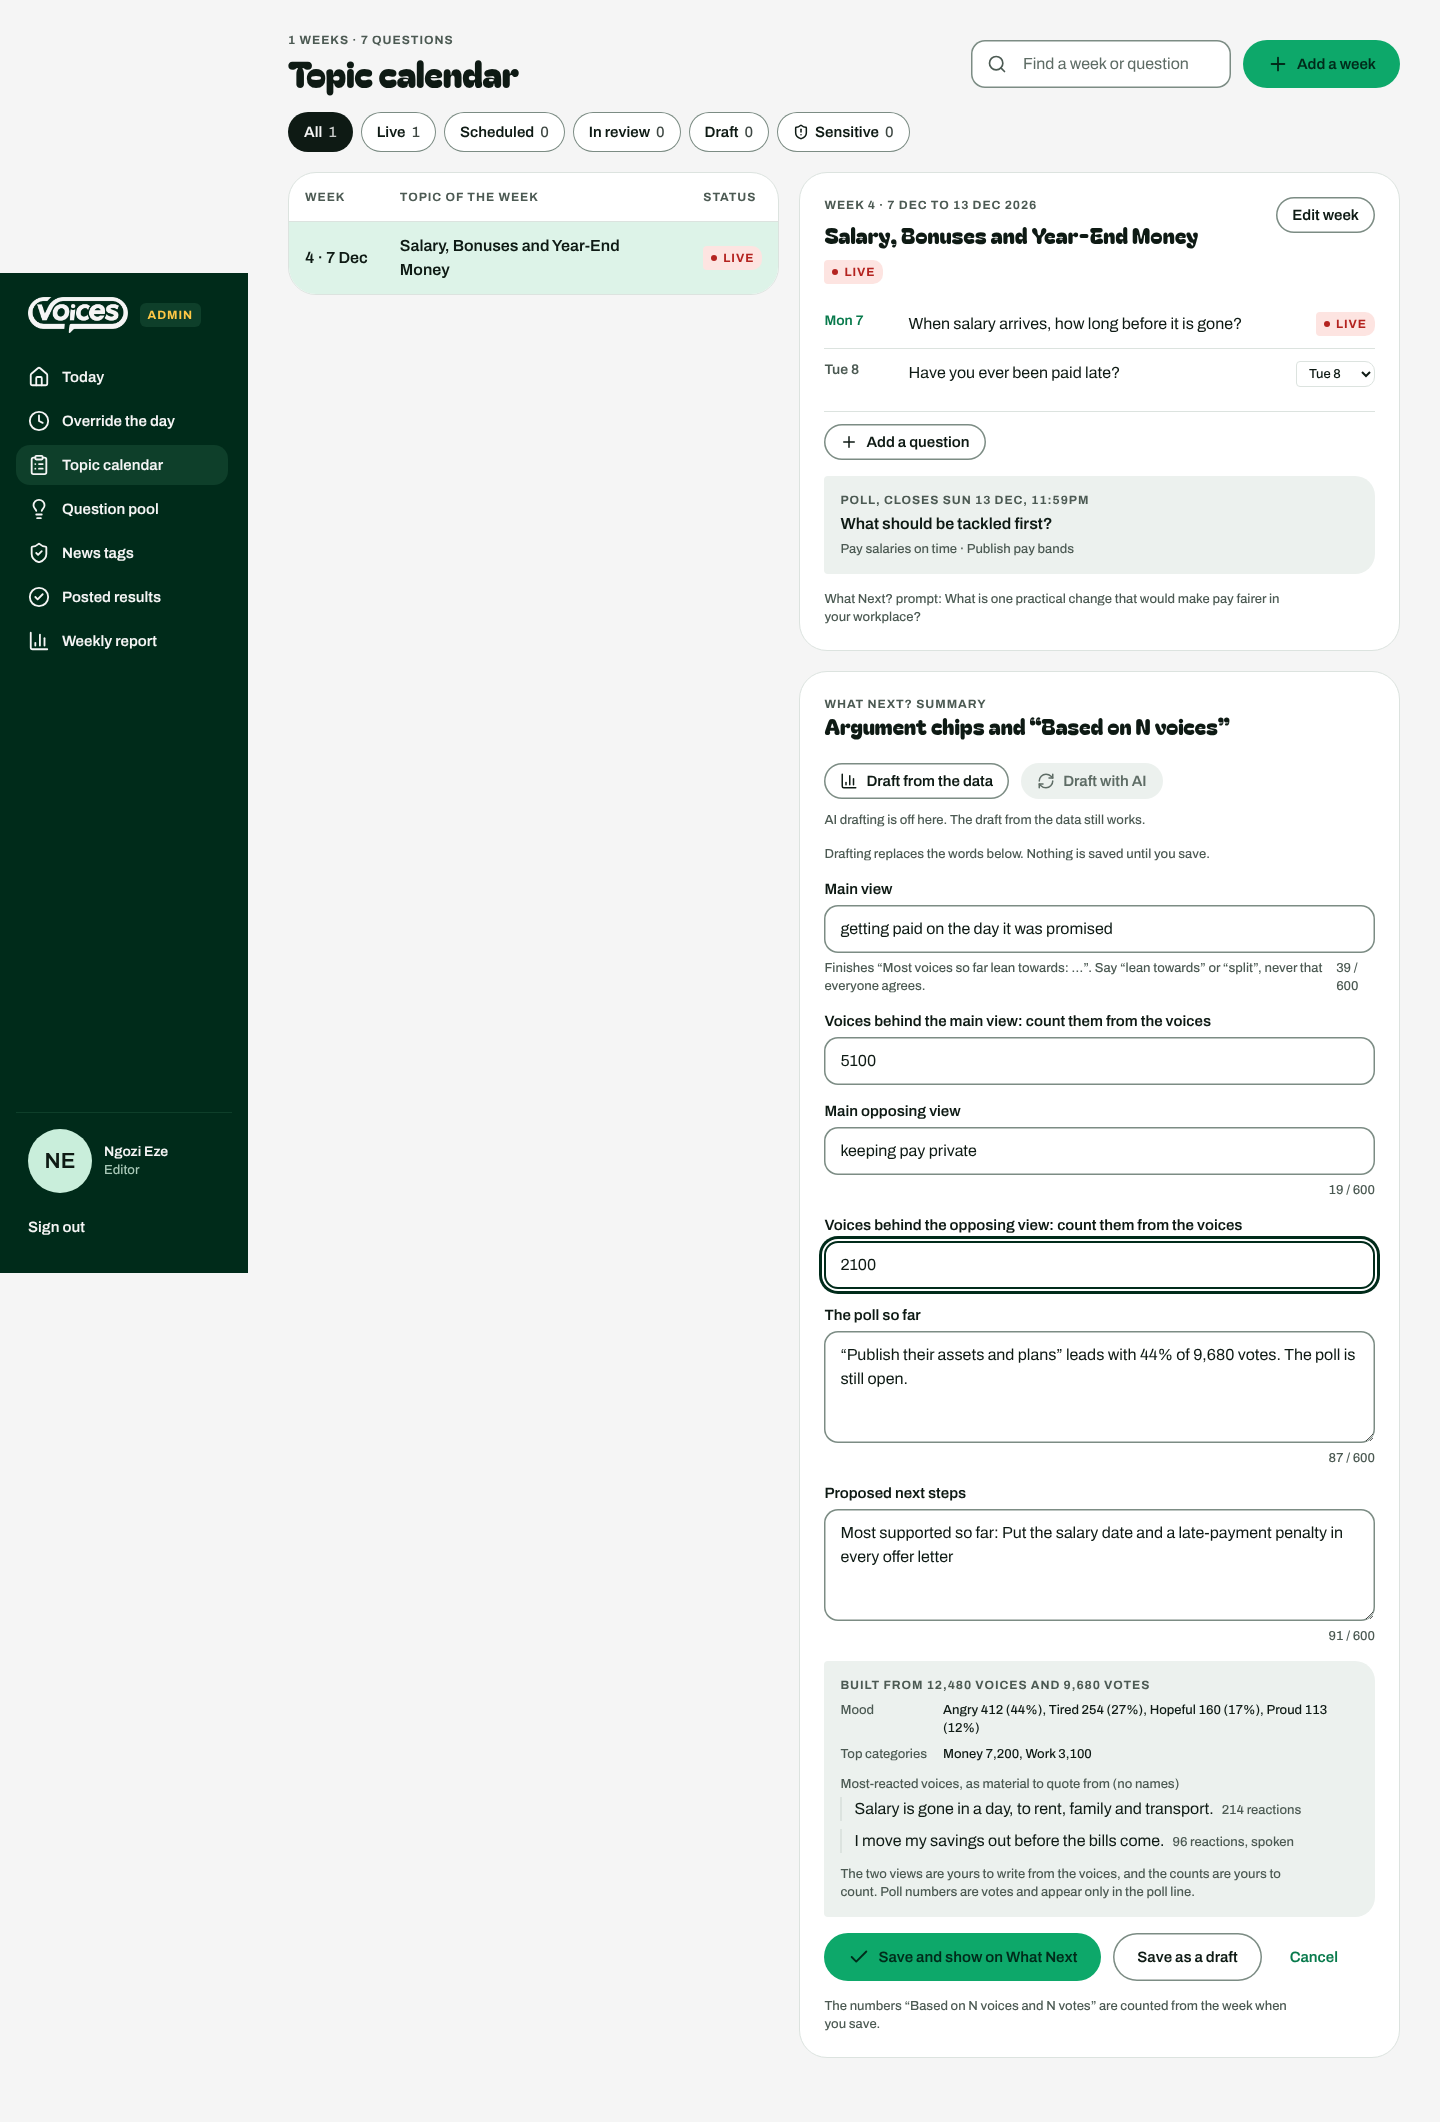 1 WEEKS · 7 QUESTIONS
Topic calendar
Find a week or question
Add a week
All 1
Live 1
Scheduled 0
In review 0
Draft 0
Sensitive 0
WEEK TOPIC OF THE WEEK STATUS
4 · 7 Dec
Salary, Bonuses and Year-End
Money
LIVE
voices ADMIN
Today
Override the day
Topic calendar
Question pool
News tags
Posted results
Weekly report
NE
Ngozi Eze
Editor
Sign out
WEEK 4 · 7 DEC TO 13 DEC 2026
Edit week
Salary, Bonuses and Year-End Money
LIVE
Mon 7 When salary arrives, how long before it is gone? LIVE
Tue 8 Have you ever been paid late? Tue 8
Add a question
POLL, CLOSES SUN 13 DEC, 11:59PM
What should be tackled first?
Pay salaries on time · Publish pay bands
What Next? prompt: What is one practical change that would make pay fairer in
your workplace?
WHAT NEXT? SUMMARY
Argument chips and “Based on N voices”
Draft from the data
Draft with AI
AI drafting is off here. The draft from the data still works.
Drafting replaces the words below. Nothing is saved until you save.
Main view
getting paid on the day it was promised
Finishes “Most voices so far lean towards: …”. Say “lean towards” or “split”, never that
everyone agrees.
39 /
600
Voices behind the main view: count them from the voices
5100
Main opposing view
keeping pay private
19 / 600
Voices behind the opposing view: count them from the voices
2100
The poll so far
“Publish their assets and plans” leads with 44% of 9,680 votes. The poll is
still open.
87 / 600
Proposed next steps
Most supported so far: Put the salary date and a late-payment penalty in
every offer letter
91 / 600
BUILT FROM 12,480 VOICES AND 9,680 VOTES
Mood Angry 412 (44%), Tired 254 (27%), Hopeful 160 (17%), Proud 113
(12%)
Top categories Money 7,200, Work 3,100
Most-reacted voices, as material to quote from (no names)
Salary is gone in a day, to rent, family and transport. 214 reactions
I move my savings out before the bills come. 96 reactions, spoken
The two views are yours to write from the voices, and the counts are yours to
count. Poll numbers are votes and appear only in the poll line.
Save and show on What Next
Save as a draft
Cancel
The numbers “Based on N voices and N votes” are counted from the week when
you save.